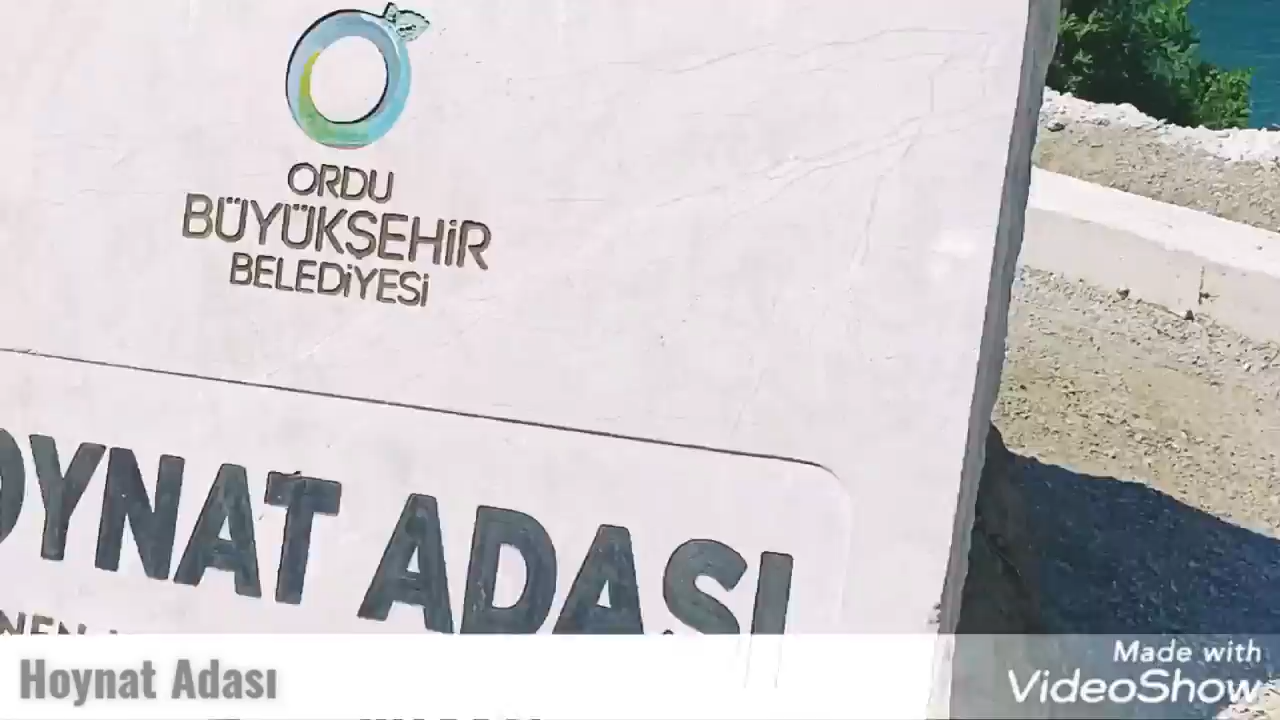 ORDU
BÜYÜKŞEHİR
BELEDİYESİ
OYNAT ADASI
Hoynat Adası
Made with
VideoShow